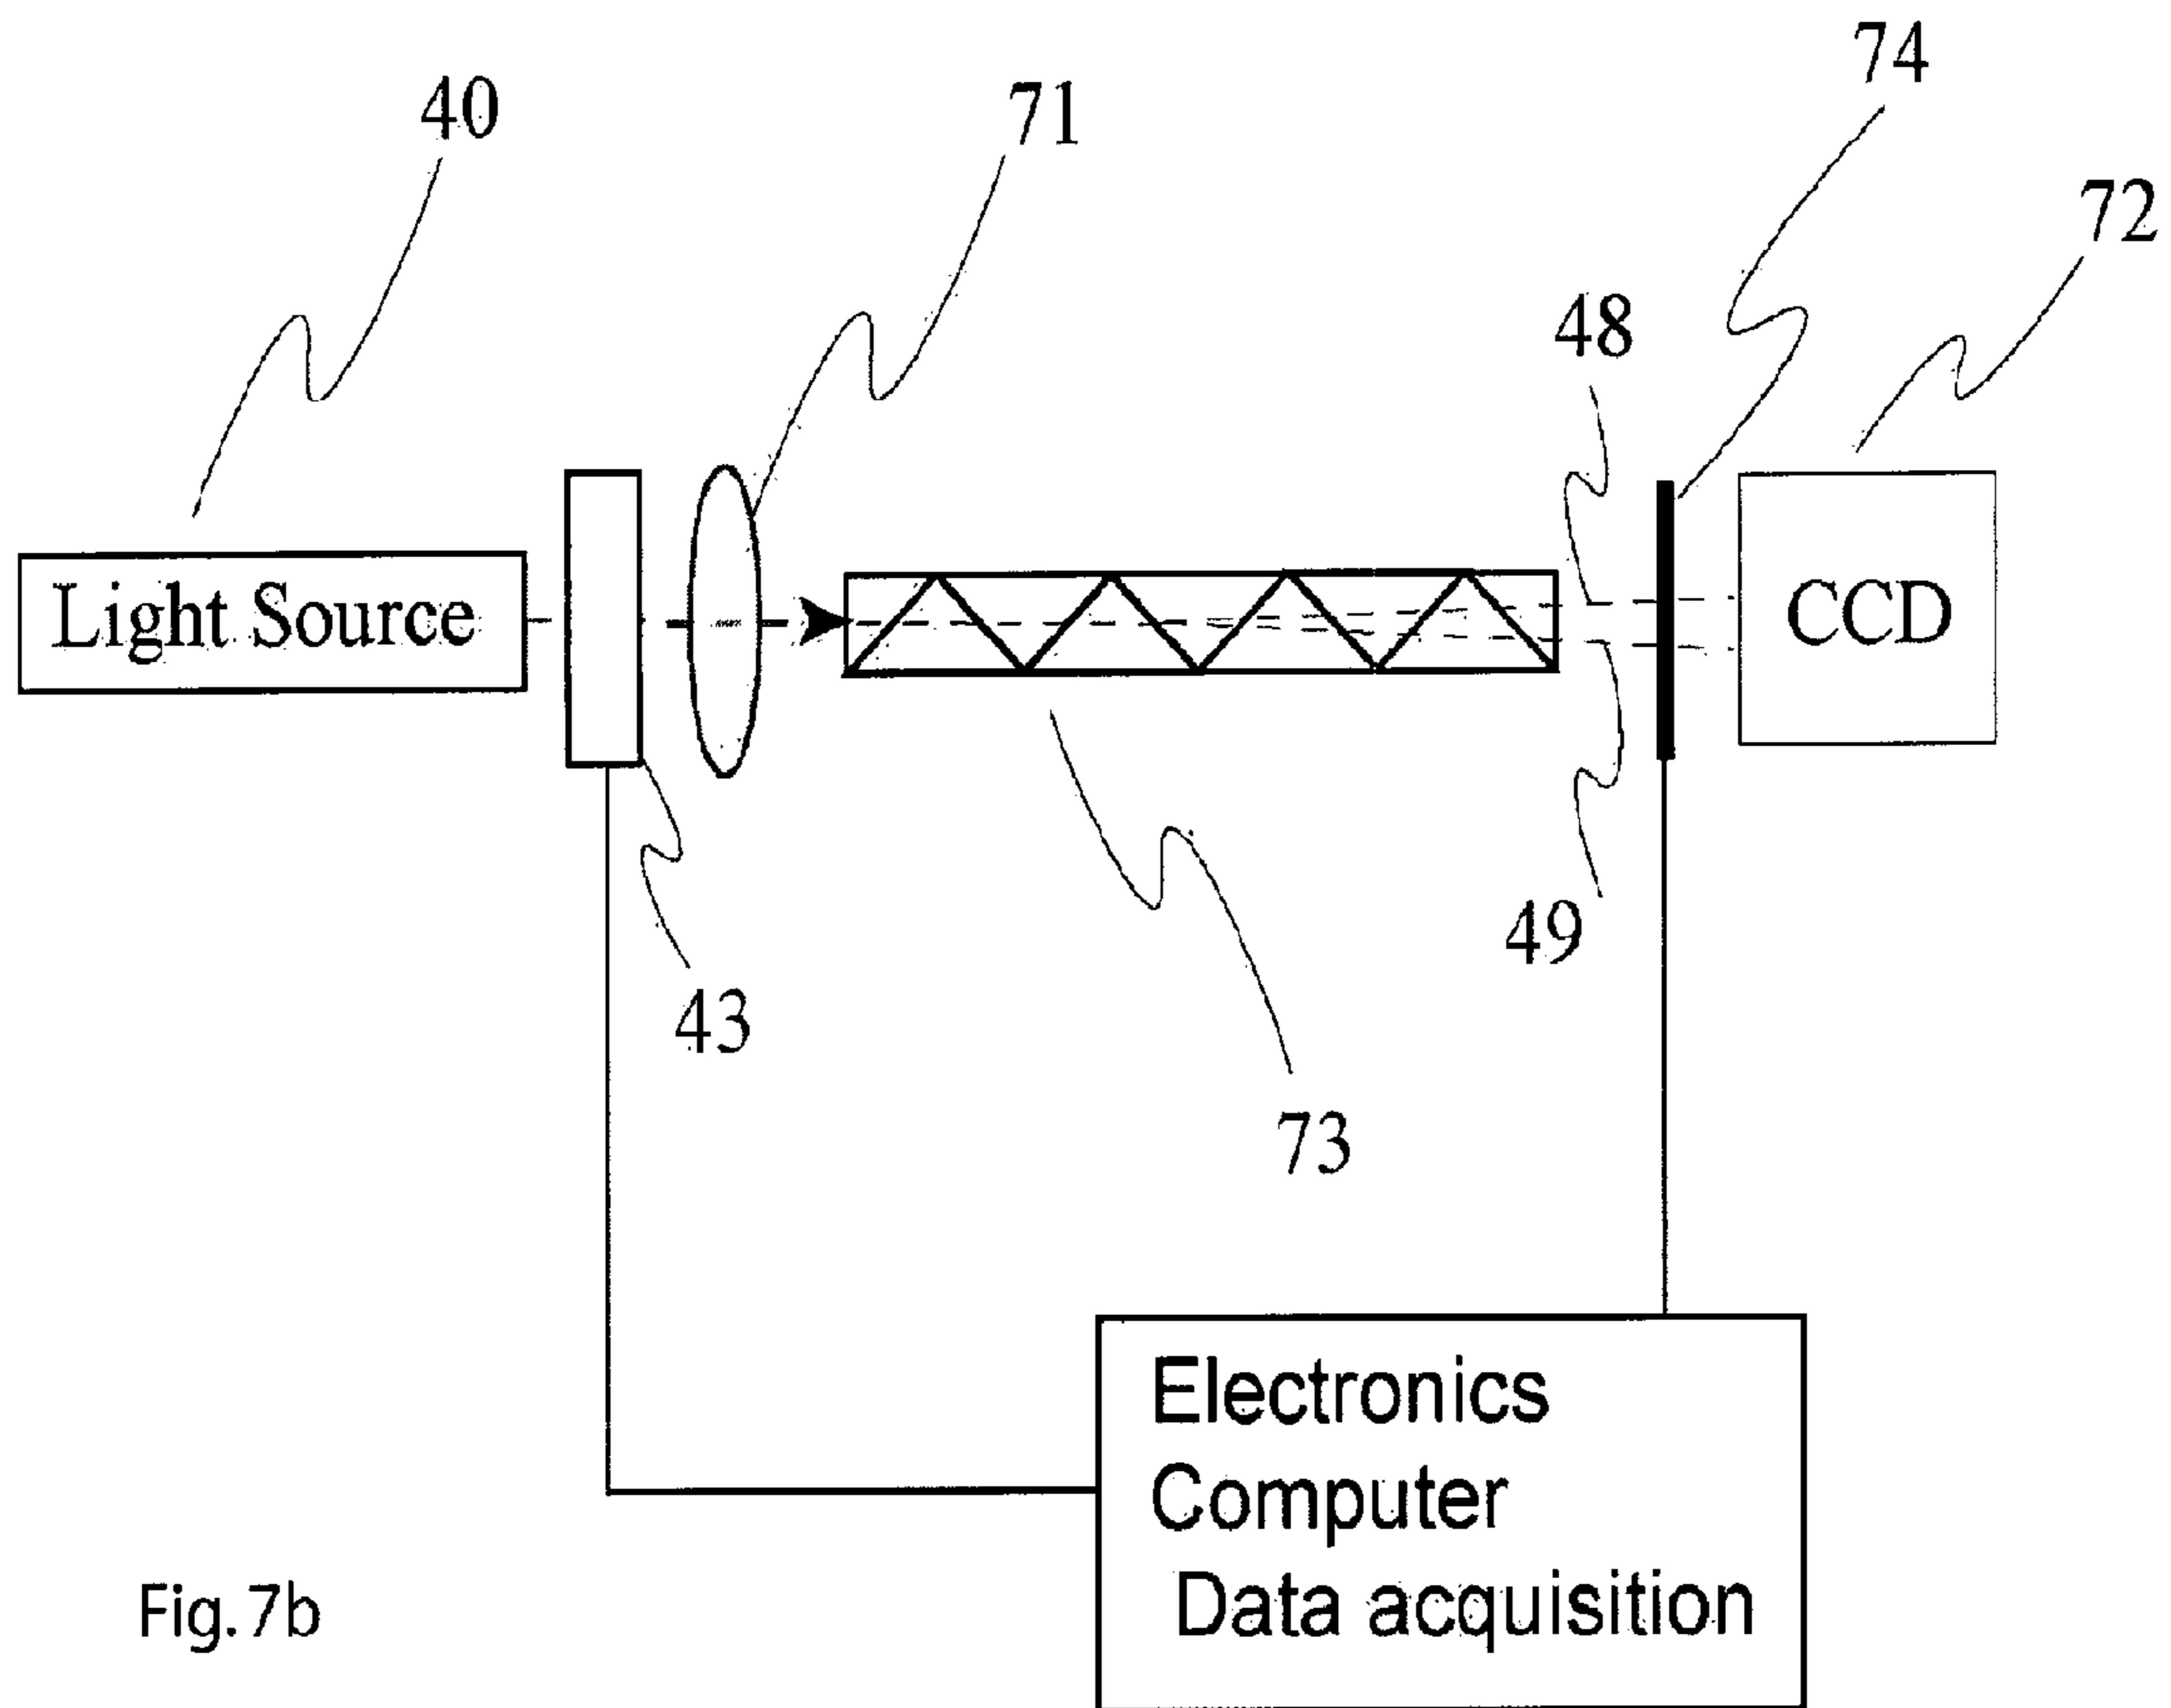 74
40
71
72
48
Light Source
CCD
49
43
73
Electronics
Computer
Data acquisition
Fig.7b